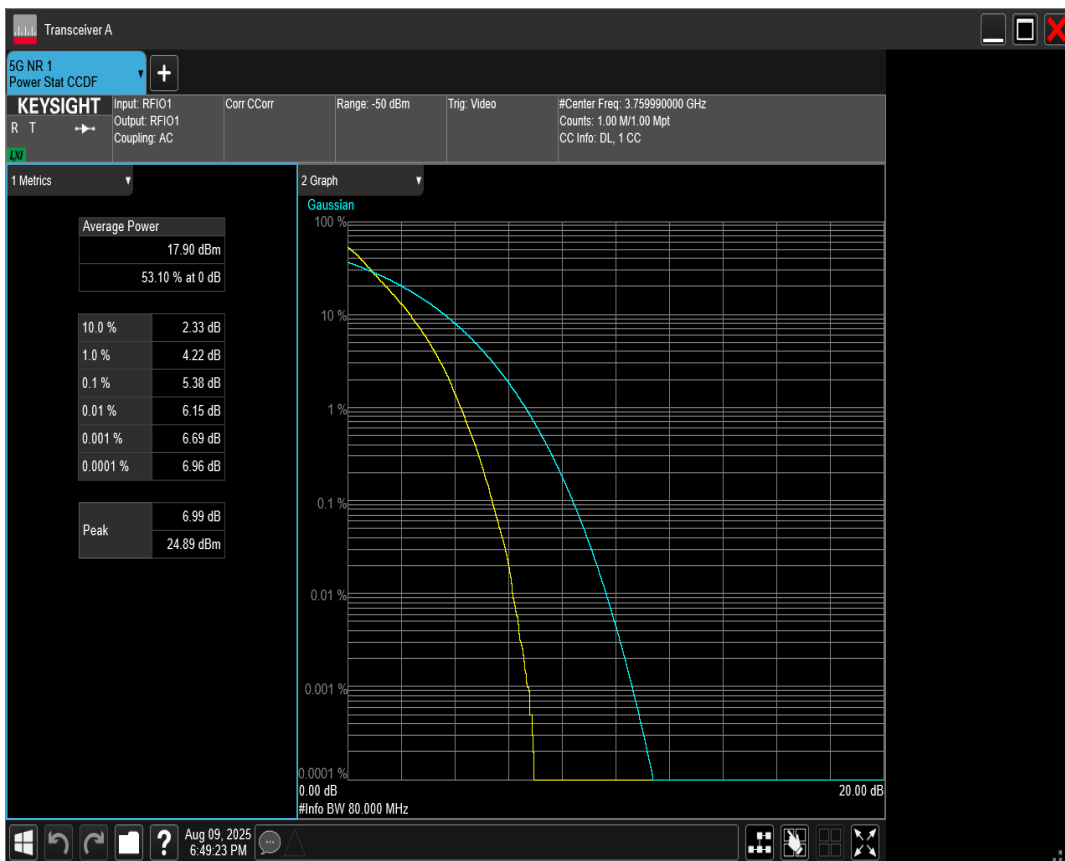 Transceiver A
5G NR 1
Power Stat CCDF
+
KEYSIGHT
R T
LXI
Input: RFIO1
Output: RFIO1
Coupling: AC
Corr CCorr
Range: -50 dBm
Trig: Video
#Center Freq: 3.759990000 GHz
Counts: 1.00 M/1.00 Mpt
CC Info: DL, 1 CC
1 Metrics
Average Power
17.90 dBm
53.10 % at 0 dB
10.0 % 2.33 dB
1.0 % 4.22 dB
0.1 % 5.38 dB
0.01 % 6.15 dB
0.001 % 6.69 dB
0.0001 % 6.96 dB
Peak 6.99 dB
24.89 dBm
2 Graph
Gaussian
100 %
10 %
1 %
0.1 %
0.01 %
0.001 %
0.0001 %
0.00 dB 20.00 dB
#Info BW 80.000 MHz
?
Aug 09, 2025
6:49:23 PM